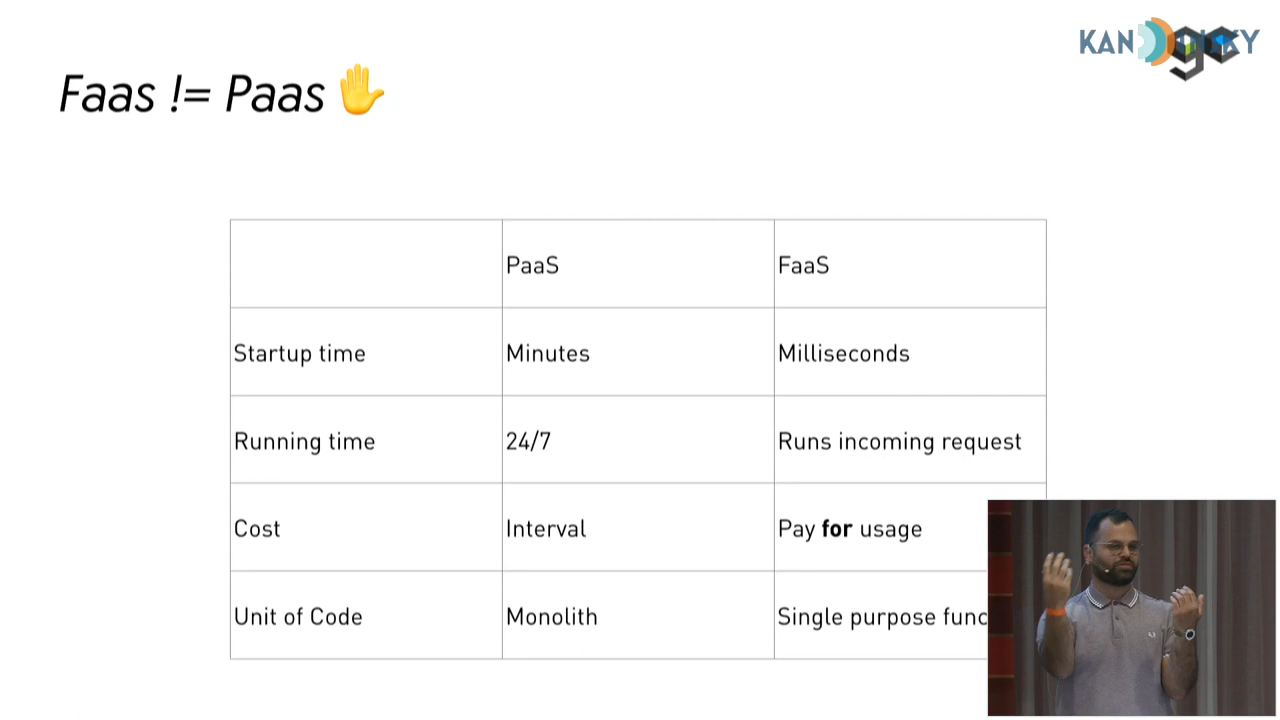 Faas != Paas ✋
PaaS
FaaS
Startup time
Minutes
Milliseconds
Running time
24/7
Runs incoming request
Cost
Interval
Pay for usage
Unit of Code
Monolith
Single purpose func